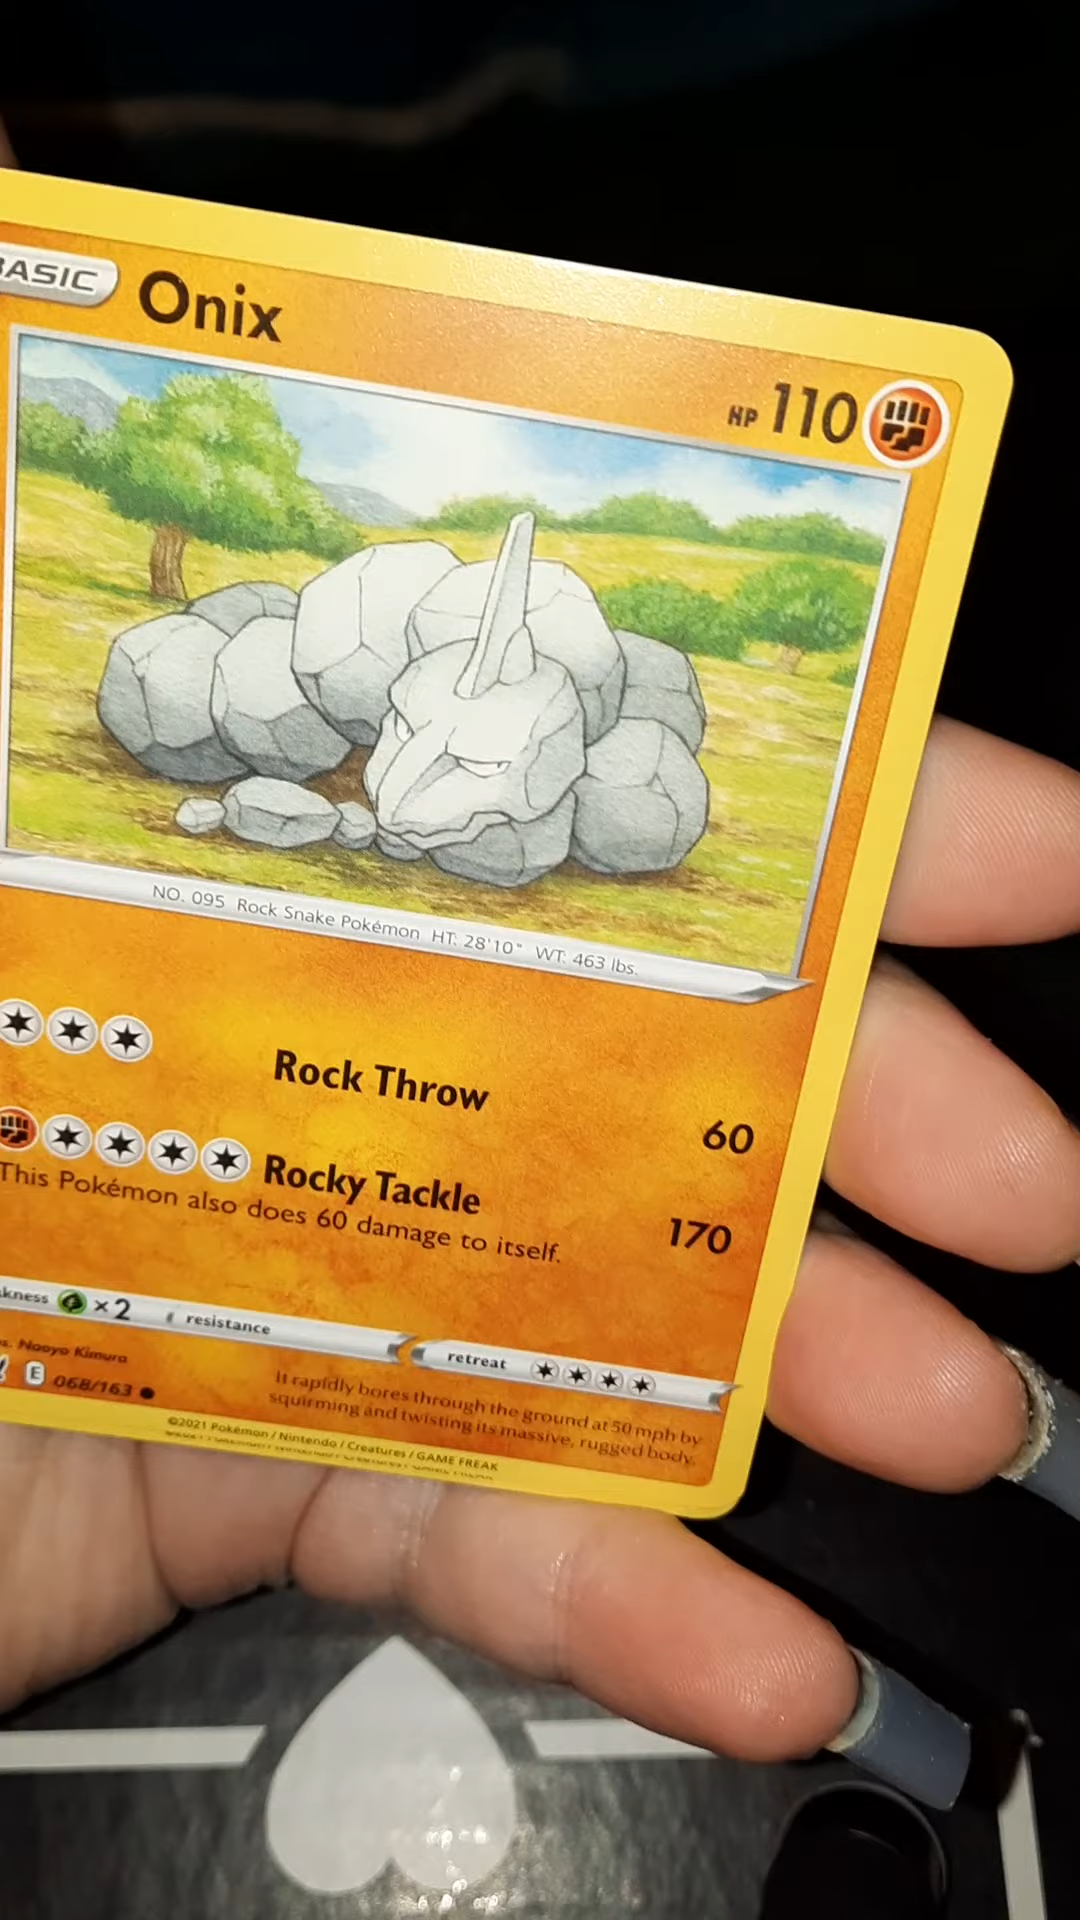 BASIC Onix
HP 110
NO. 095 Rock Snake Pokémon HT: 28'10" WT: 463 lbs.
Rock Throw 60
Rocky Tackle 170
This Pokémon also does 60 damage to itself.
kness ×2 resistance
retreat
s. Naoyo Kimura
E 068/163
It rapidly bores through the ground at 50 mph by
squirming and twisting its massive, rugged body.
©2021 Pokémon / Nintendo / Creatures / GAME FREAK